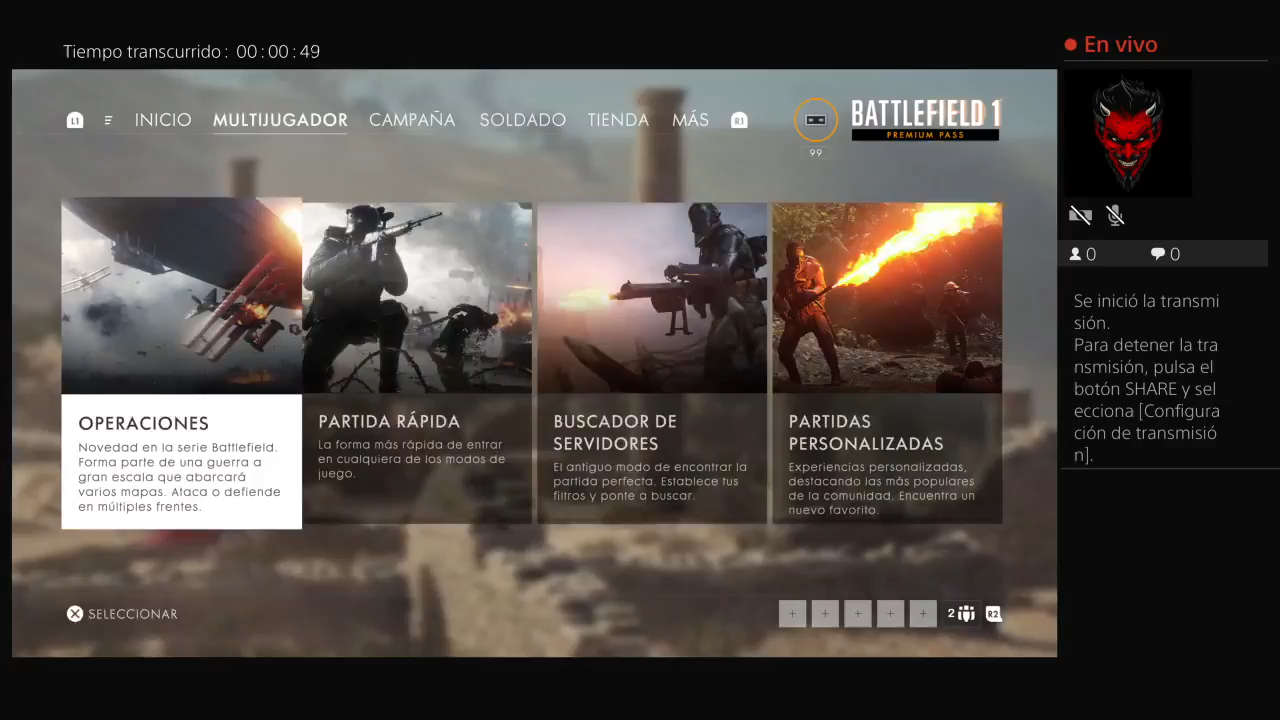 Tiempo transcurrido: 00:00:49
En vivo
L1
INICIO
MULTIJUGADOR
CAMPAÑA
SOLDADO
TIENDA
MÁS
R1
99
BATTLEFIELD 1
PREMIUM PASS
0
0
Se inició la transmi
sión.
Para detener la tra
nsmisión, pulsa el
botón SHARE y sel
ecciona [Configura
ción de transmisió
n].
OPERACIONES
Novedad en la serie Battlefield.
Forma parte de una guerra a
gran escala que abarcará
varios mapas. Ataca o defiende
en múltiples frentes.
PARTIDA RÁPIDA
La forma más rápida de entrar
en cualquiera de los modos de
juego.
BUSCADOR DE
SERVIDORES
El antiguo modo de encontrar la
partida perfecta. Establece tus
filtros y ponte a buscar.
PARTIDAS
PERSONALIZADAS
Experiencias personalizadas,
destacando las más populares
de la comunidad. Encuentra un
nuevo favorito.
SELECCIONAR
2
R2